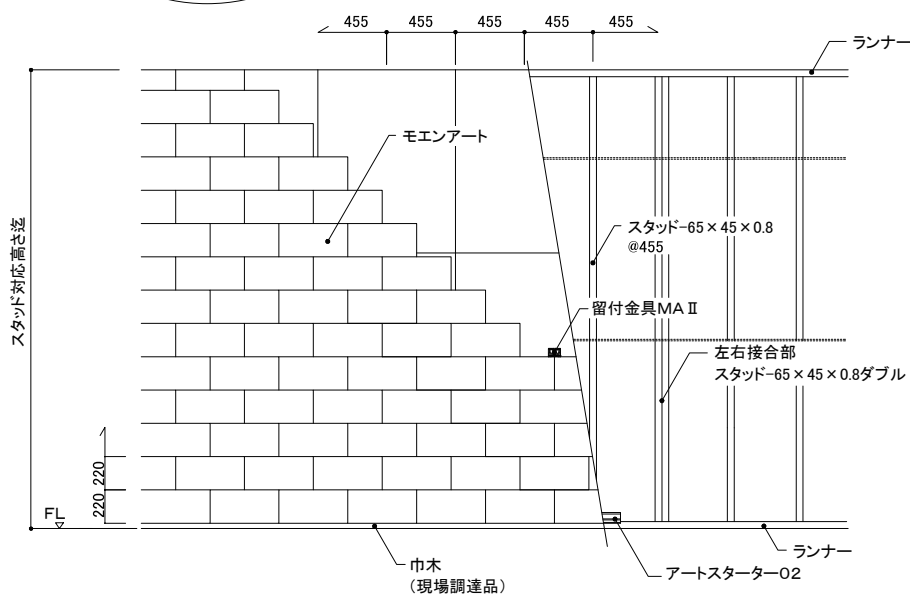 455 455 455 455 455
ランナー
モエンアート
スタッド対応高さ迄
スタッド-65×45×0.8
@455
留付金具MAⅡ
左右接合部
スタッド-65×45×0.8ダブル
220
220
FL
ランナー
巾木
(現場調達品)
アートスターター02